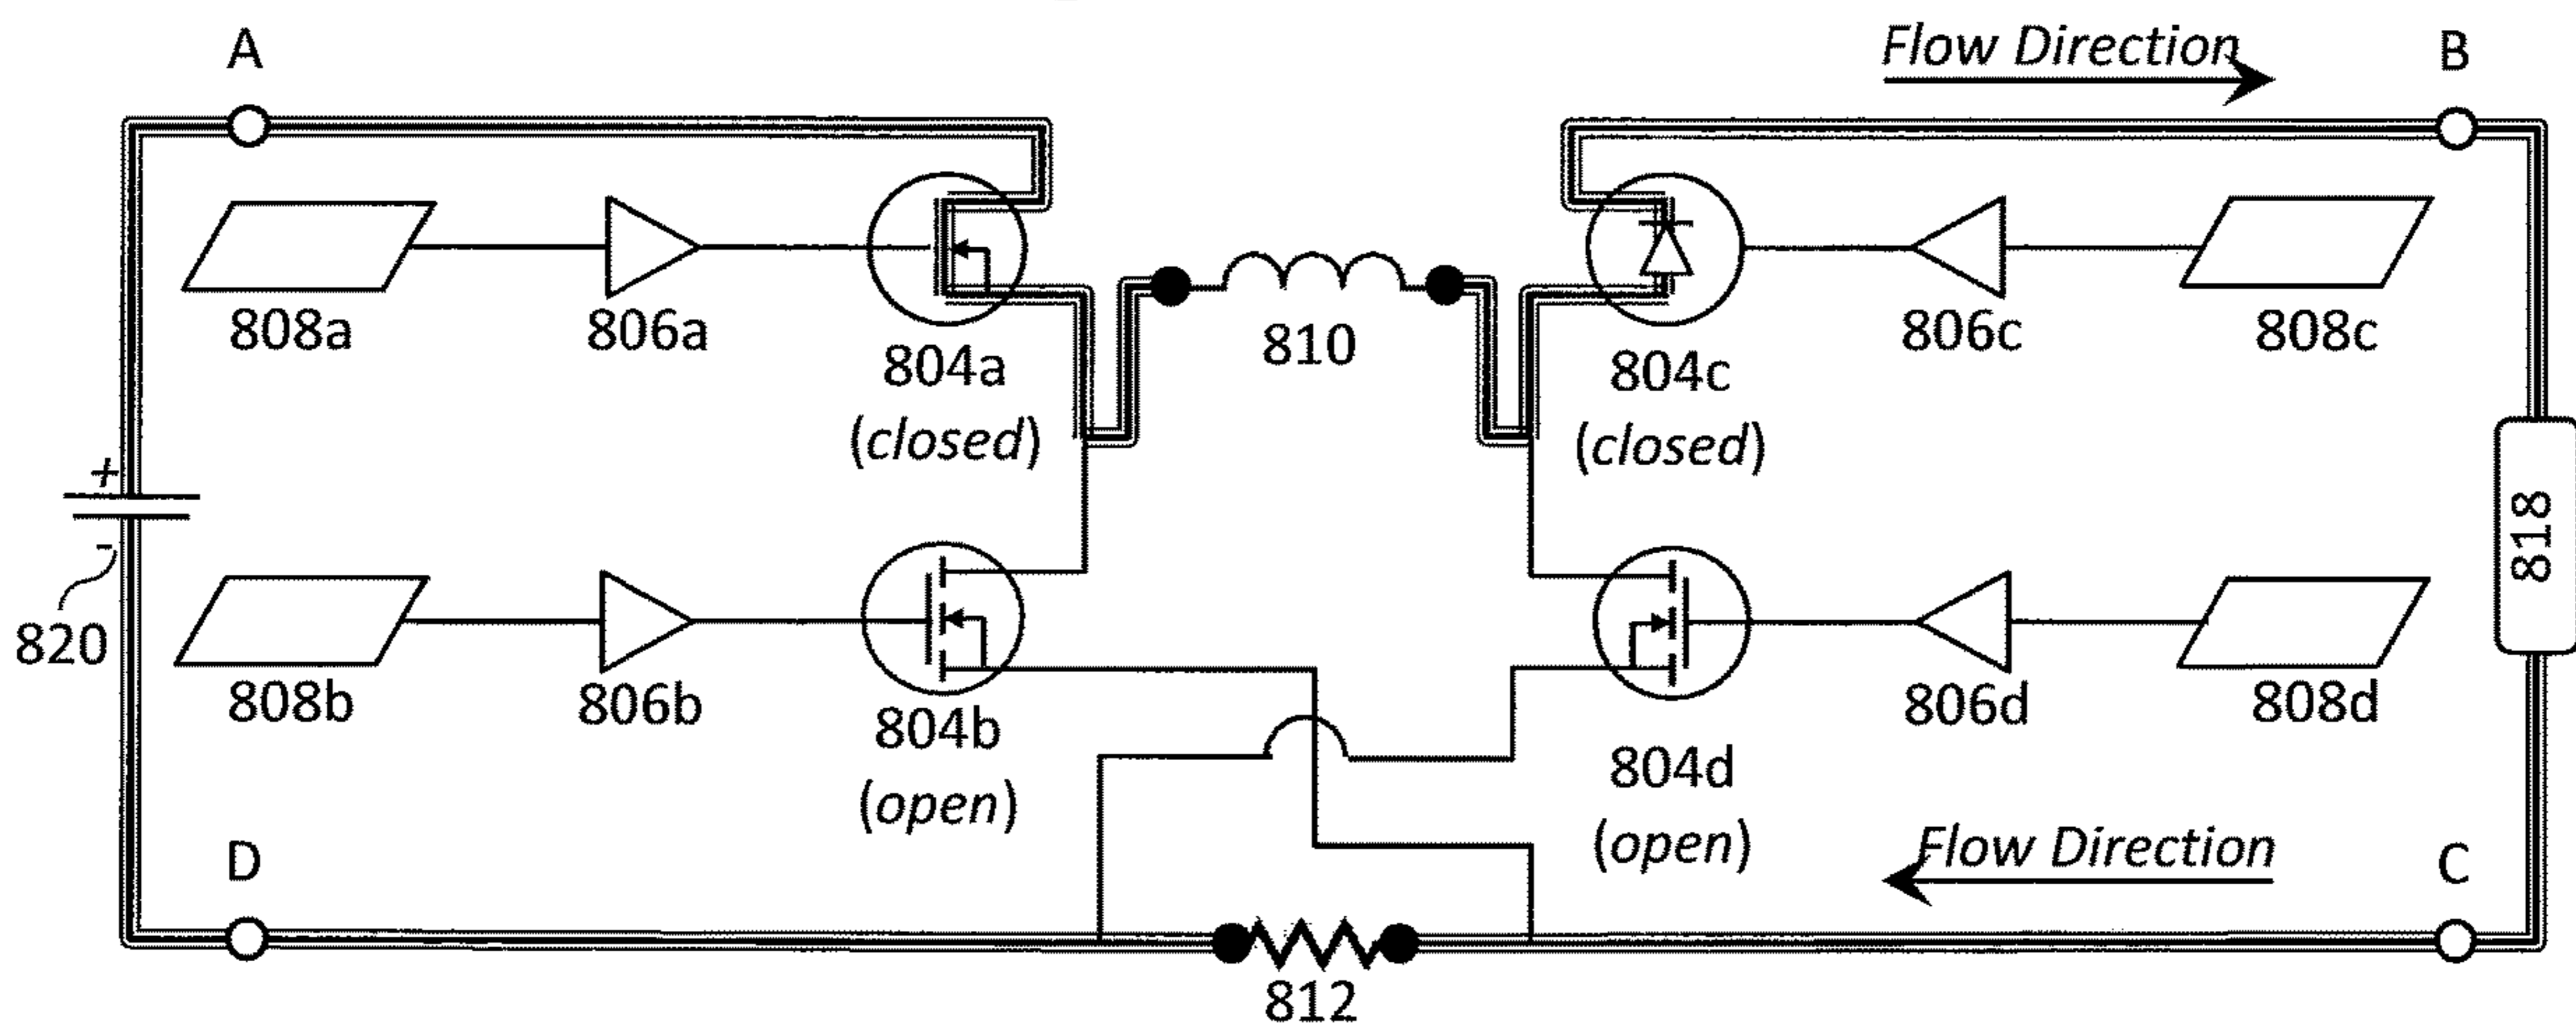 A
Flow Direction
B
808a
806a
804a
(closed)
810
804c
(closed)
806c
808c
+
-
820
818
808b
806b
804b
(open)
804d
(open)
806d
808d
D
Flow Direction
C
812